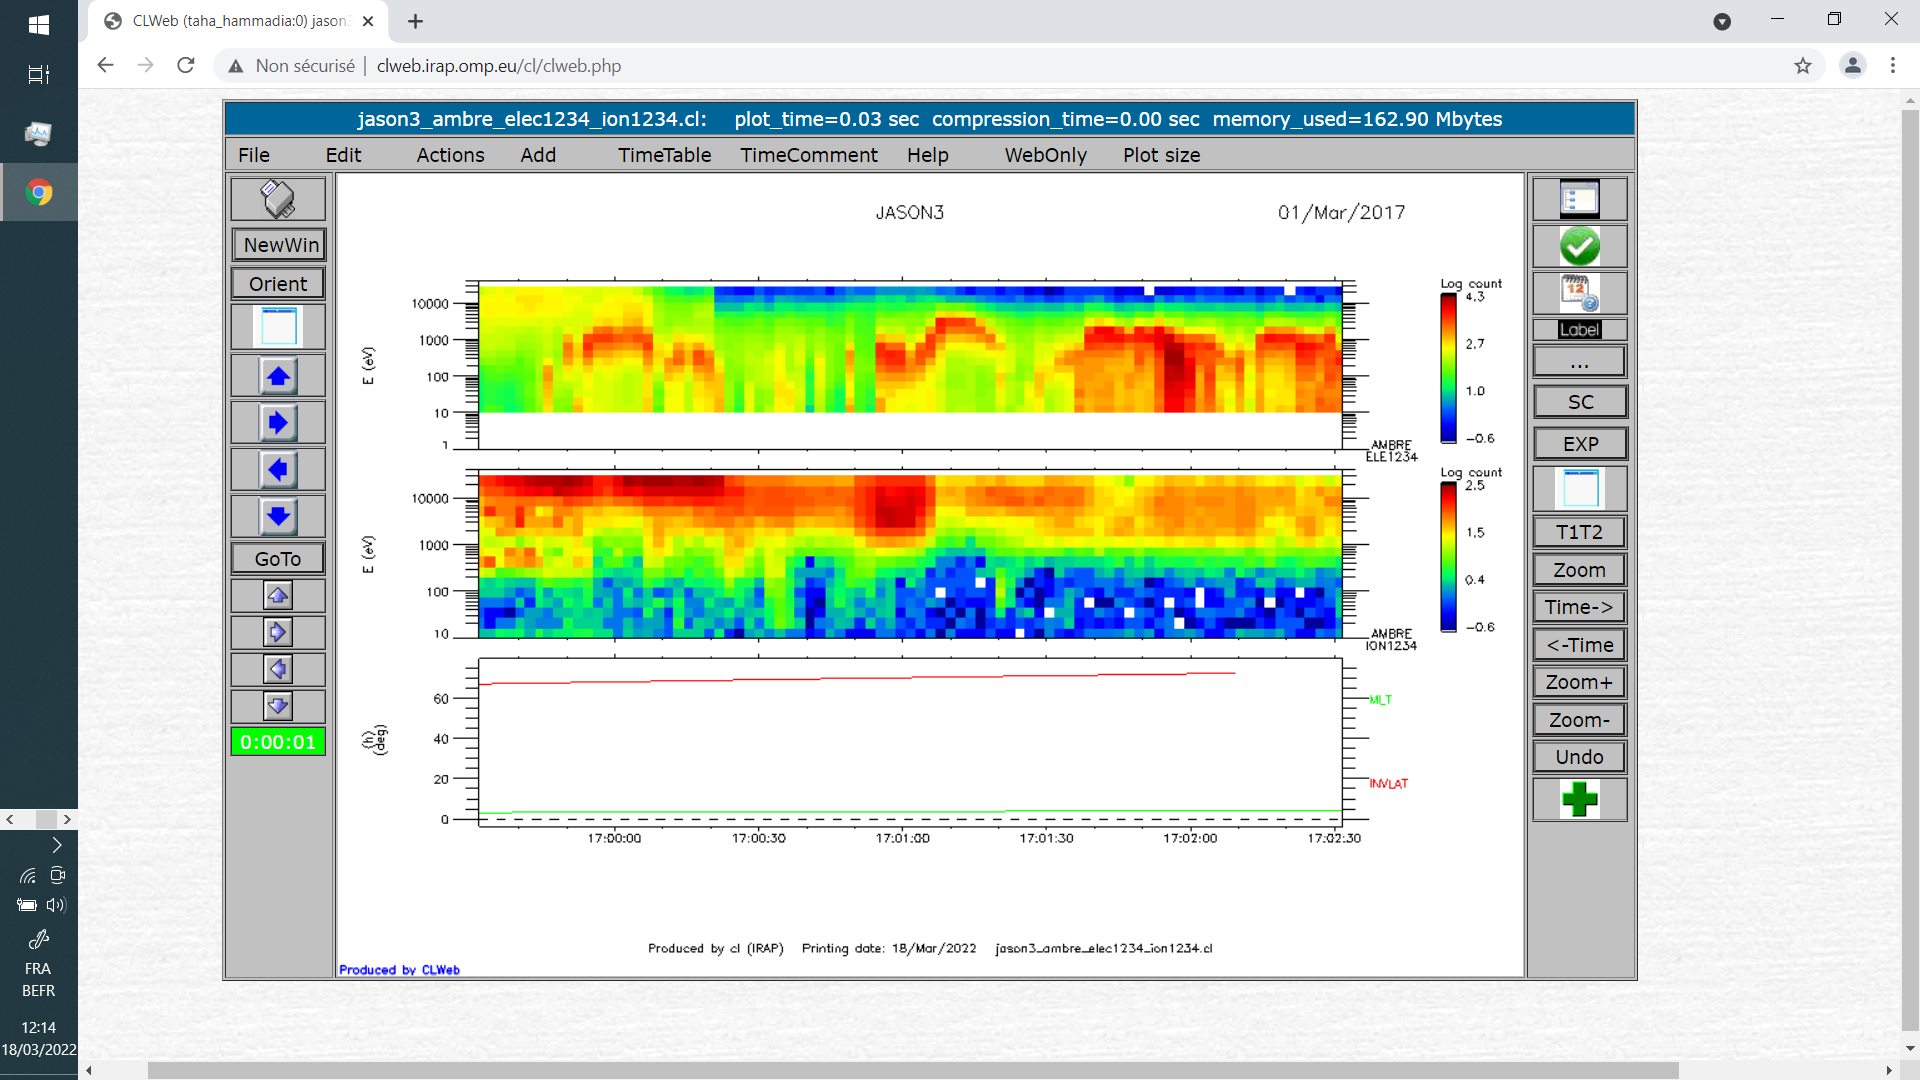 CLWeb (taha_hammadia:0) jason3
Non sécurisé | clweb.irap.omp.eu/cl/clweb.php
jason3_ambre_elec1234_ion1234.cl: plot_time=0.03 sec compression_time=0.00 sec memory_used=162.90 Mbytes
File Edit Actions Add TimeTable TimeComment Help WebOnly Plot size
NewWin
Orient
GoTo
0:00:01
JASON3 01/Mar/2017
10000
1000
100
10
1
E (eV)
AMBRE
ELE1234
Log count
4.3
2.7
1.0
-0.6
10000
1000
100
10
E (eV)
AMBRE
ION1234
Log count
2.5
1.5
0.4
-0.6
60
40
20
0
(h)
(deg)
MLT
INVLAT
17:00:00 17:00:30 17:01:00 17:01:30 17:02:00 17:02:30
Produced by cl (IRAP) Printing date: 18/Mar/2022 jason3_ambre_elec1234_ion1234.cl
Produced by CLWeb
12
Label
...
SC
EXP
T1T2
Zoom
Time->
<-Time
Zoom+
Zoom-
Undo
FRA
BEFR
12:14
18/03/2022